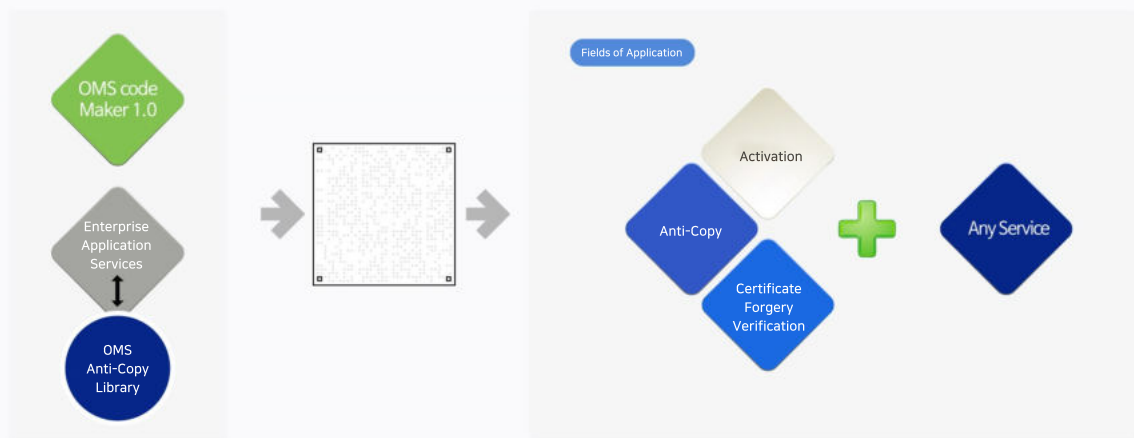 OMS code
Maker 1.0
Enterprise
Application
Services
OMS
Anti-Copy
Library
Fields of Application
Activation
Anti-Copy
Certificate
Forgery
Verification
Any Service